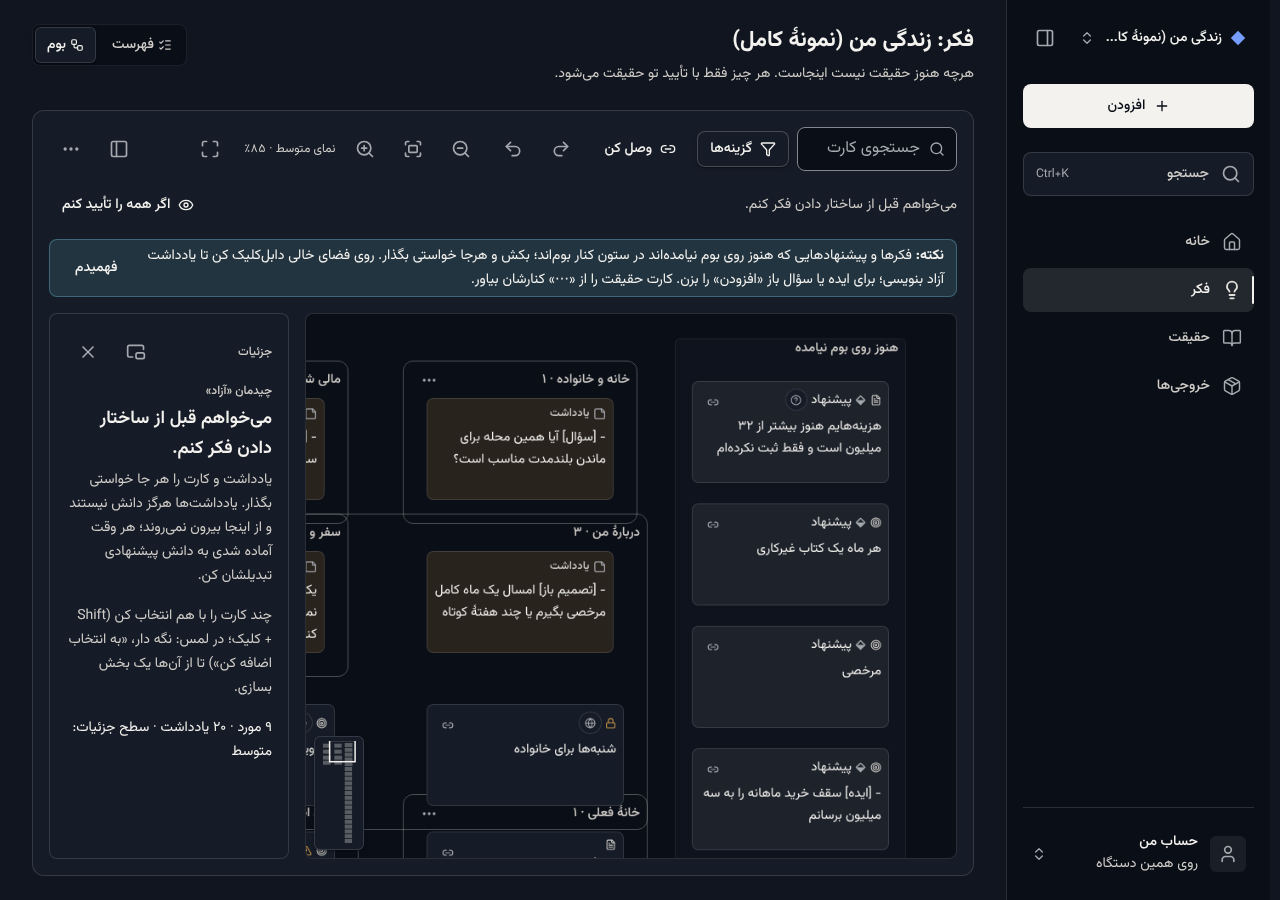 زندگی من (نمونهٔ کا...
افزودن
جستجو
Ctrl+K
خانه
فکر
حقیقت
خروجی‌ها
حساب من
روی همین دستگاه
فکر: زندگی من (نمونهٔ کامل)
هرچه هنوز حقیقت نیست اینجاست. هر چیز فقط با تأیید تو حقیقت می‌شود.
فهرست
بوم
جستجوی کارت
گزینه‌ها
وصل کن
نمای متوسط · ۸۵٪
می‌خواهم قبل از ساختار دادن فکر کنم.
اگر همه را تأیید کنم
نکته: فکرها و پیشنهادهایی که هنوز روی بوم نیامده‌اند در ستون کنار بوم‌اند؛ بکش و هرجا خواستی بگذار. روی فضای خالی دابل‌کلیک کن تا یادداشت
آزاد بنویسی؛ برای ایده یا سؤال باز «افزودن» را بزن. کارت حقیقت را از «···» کنارشان بیاور.
فهمیدم
هنوز روی بوم نیامده
پیشنهاد
هزینه‌هایم هنوز بیشتر از ۳۲
میلیون است و فقط ثبت نکرده‌ام
پیشنهاد
هر ماه یک کتاب غیرکاری
پیشنهاد
مرخصی
پیشنهاد
- [ایده] سقف خرید ماهانه را به سه
میلیون برسانم
خانه و خانواده · ۱
یادداشت
- [سؤال] آیا همین محله برای
ماندن بلندمدت مناسب است؟
دربارهٔ من · ۳
یادداشت
- [تصمیم باز] امسال یک ماه کامل
مرخصی بگیرم یا چند هفتهٔ کوتاه
شنبه‌ها برای خانواده
خانهٔ فعلی · ۱
مالی
سفر و
جزئیات
چیدمان «آزاد»
می‌خواهم قبل از ساختار
دادن فکر کنم.
یادداشت و کارت را هر جا خواستی
بگذار. یادداشت‌ها هرگز دانش نیستند
و از اینجا بیرون نمی‌روند؛ هر وقت
آماده شدی به دانش پیشنهادی
تبدیلشان کن.
چند کارت را با هم انتخاب کن (Shift
+ کلیک؛ در لمس: نگه دار، «به انتخاب
اضافه کن») تا از آن‌ها یک بخش
بسازی.
۹ مورد · ۲۰ یادداشت · سطح جزئیات:
متوسط